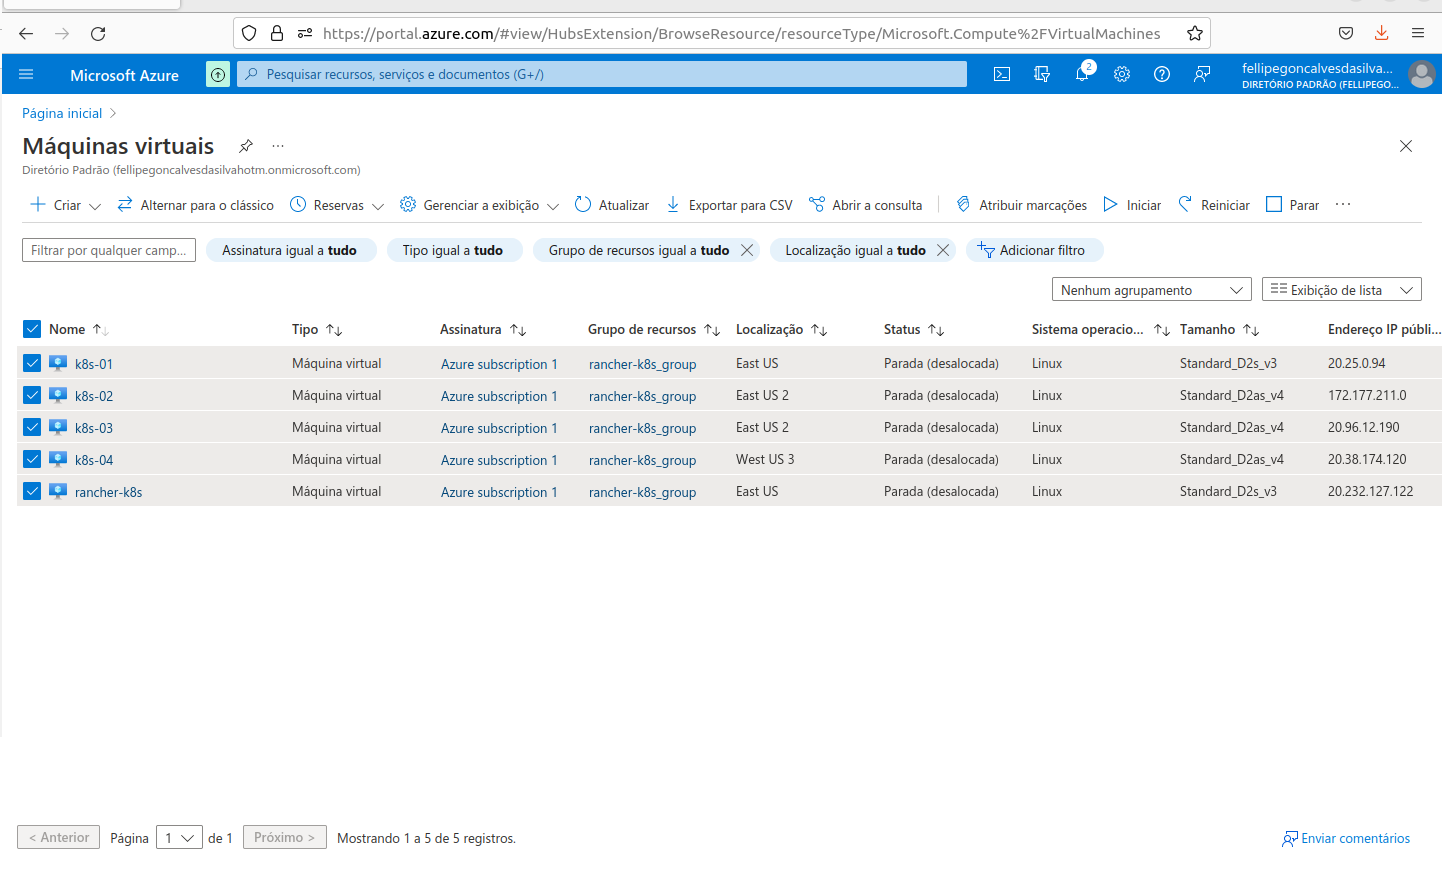 https://portal.azure.com/#view/HubsExtension/BrowseResource/resourceType/Microsoft.Compute%2FVirtualMachines
Microsoft Azure Pesquisar recursos, serviços e documentos (G+/) 2 fellipegoncalvesdasilva...
DIRETÓRIO PADRÃO (FELLIPEGO...
Página inicial >
Máquinas virtuais ...
Diretório Padrão (fellipegoncalvesdasilvahotm.onmicrosoft.com)
Criar Alternar para o clássico Reservas Gerenciar a exibição Atualizar Exportar para CSV Abrir a consulta Atribuir marcações Iniciar Reiniciar Parar ...
Filtrar por qualquer camp... Assinatura igual a tudo Tipo igual a tudo Grupo de recursos igual a tudo Localização igual a tudo Adicionar filtro
Nenhum agrupamento Exibição de lista
Nome Tipo Assinatura Grupo de recursos Localização Status Sistema operacio... Tamanho Endereço IP públi...
k8s-01 Máquina virtual Azure subscription 1 rancher-k8s_group East US Parada (desalocada) Linux Standard_D2s_v3 20.25.0.94
k8s-02 Máquina virtual Azure subscription 1 rancher-k8s_group East US 2 Parada (desalocada) Linux Standard_D2as_v4 172.177.211.0
k8s-03 Máquina virtual Azure subscription 1 rancher-k8s_group East US 2 Parada (desalocada) Linux Standard_D2as_v4 20.96.12.190
k8s-04 Máquina virtual Azure subscription 1 rancher-k8s_group West US 3 Parada (desalocada) Linux Standard_D2as_v4 20.38.174.120
rancher-k8s Máquina virtual Azure subscription 1 rancher-k8s_group East US Parada (desalocada) Linux Standard_D2s_v3 20.232.127.122
< Anterior Página 1 de 1 Próximo > Mostrando 1 a 5 de 5 registros. Enviar comentários